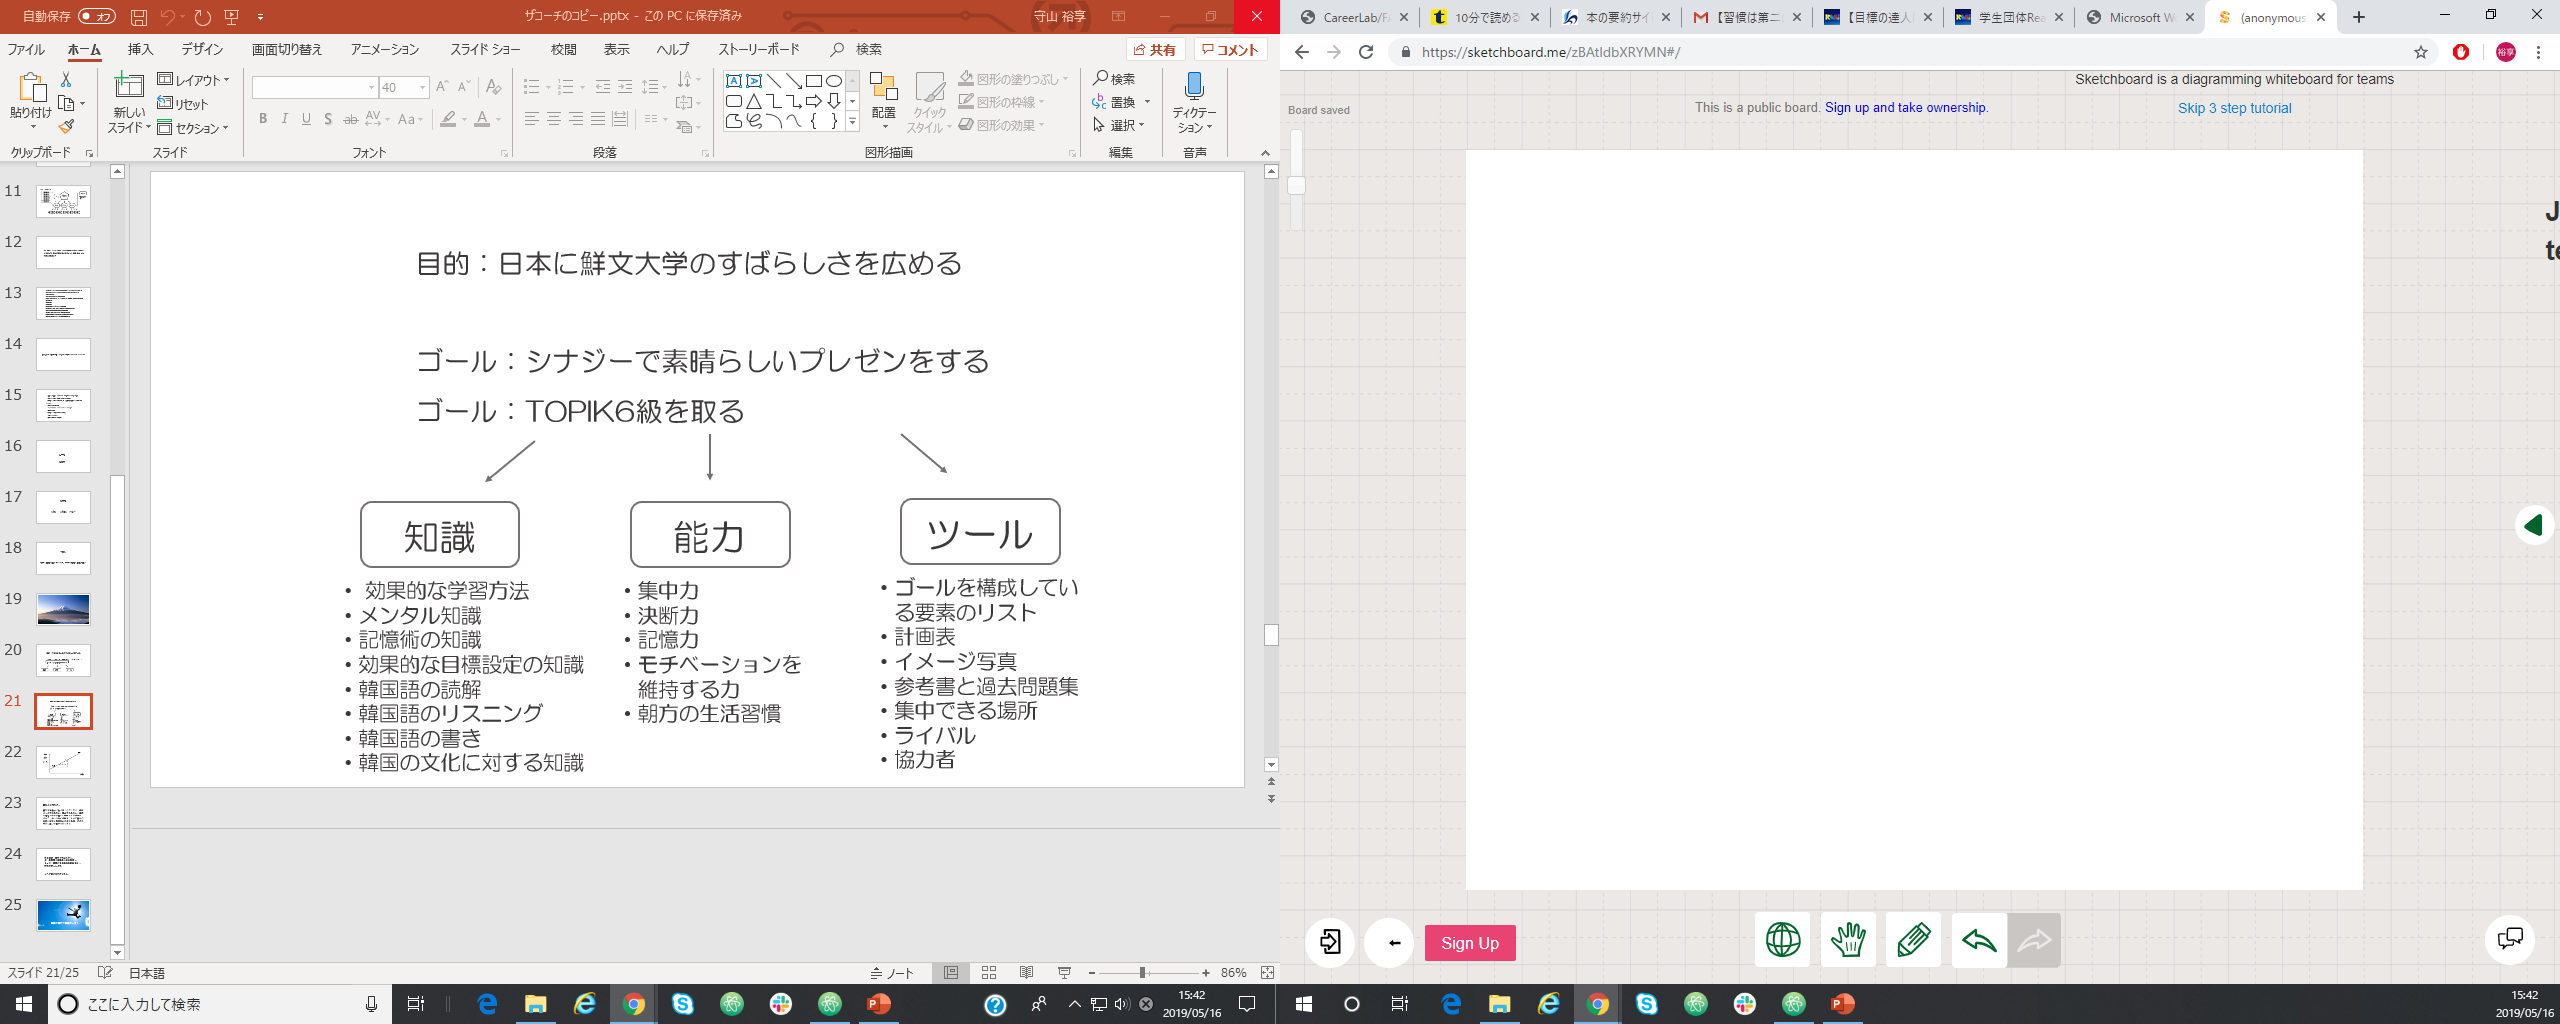 自動保存 オフ
ザコーチのコピー.pptx - この PC に保存済み
守山 裕享
ファイル ホーム 挿入 デザイン 画面切り替え アニメーション スライド ショー 校閲 表示 ヘルプ ストーリーボード 検索
共有 コメント
貼り付け
新しい
スライド
レイアウト
リセット
セクション
40
B I U S ab AV Aa A
配置
クイック
スタイル
図形の塗りつぶし
図形の枠線
図形の効果
検索
置換
選択
ディクテー
ション
クリップボード スライド フォント 段落 図形描画 編集 音声
11
12
13
14
15
16
17
18
19
20
21
22
23
24
25
目的：日本に鮮文大学のすばらしさを広める
ゴール：シナジーで素晴らしいプレゼンをする
ゴール：TOPIK6級を取る
知識
• 効果的な学習方法
• メンタル知識
• 記憶術の知識
• 効果的な目標設定の知識
• 韓国語の読解
• 韓国語のリスニング
• 韓国語の書き
• 韓国の文化に対する知識
能力
• 集中力
• 決断力
• 記憶力
• モチベーションを
維持する力
• 朝方の生活習慣
ツール
• ゴールを構成してい
る要素のリスト
• 計画表
• イメージ写真
• 参考書と過去問題集
• 集中できる場所
• ライバル
• 協力者
スライド 21/25 日本語 ノート 86%
ここに入力して検索
15:42
2019/05/16
CareerLab/FA
10分で読める
本の要約サイ
【習慣は第二
【目標の達人
学生団体Rea
Microsoft Wo
(anonymous
https://sketchboard.me/zBAtIdbXRYMN#/
裕享
Sketchboard is a diagramming whiteboard for teams
This is a public board. Sign up and take ownership.
Skip 3 step tutorial
Board saved
J
te
Sign Up
15:42
2019/05/16